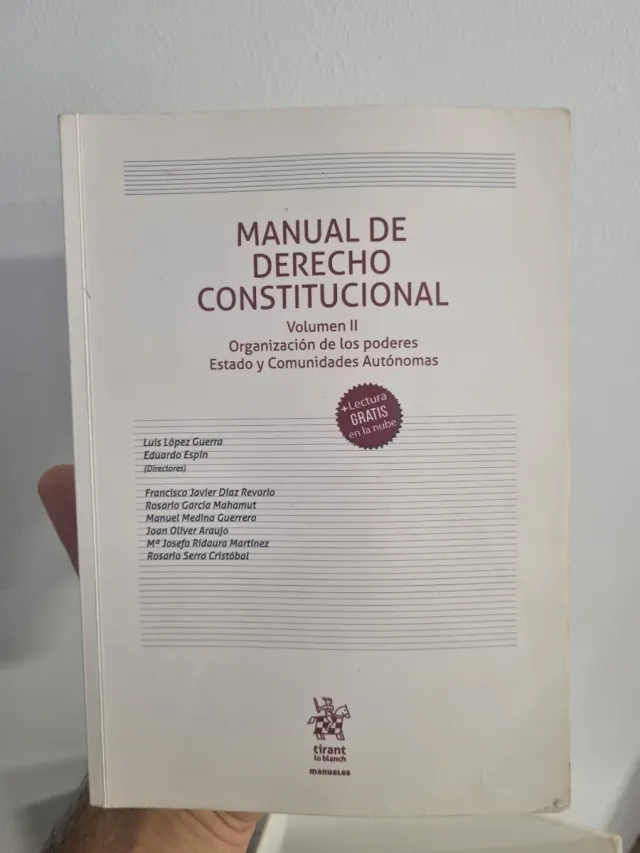 MANUAL DE
DERECHO
CONSTITUCIONAL
Volumen II
Organización de los poderes
Estado y Comunidades Autónomas
+Lectura
GRATIS
en la nube
Luis López Guerra
Eduardo Espín
(Directores)
Francisco Javier Díaz Revorio
Rosario García Mahamut
Manuel Medina Guerrero
Joan Oliver Araujo
Mª Josefa Ridaura Martínez
Rosario Serra Cristóbal
tirant
lo blanch
manuales